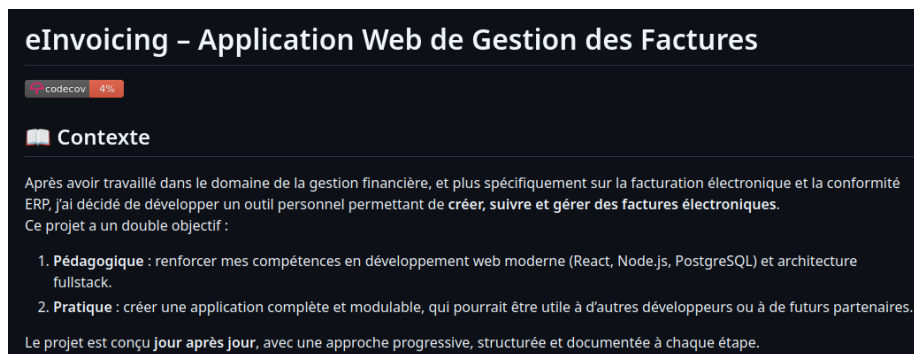 eInvoicing – Application Web de Gestion des Factures
codecov 4%
Contexte
Après avoir travaillé dans le domaine de la gestion financière, et plus spécifiquement sur la facturation électronique et la conformité
ERP, j’ai décidé de développer un outil personnel permettant de créer, suivre et gérer des factures électroniques.
Ce projet a un double objectif :
1. Pédagogique : renforcer mes compétences en développement web moderne (React, Node.js, PostgreSQL) et architecture
fullstack.
2. Pratique : créer une application complète et modulable, qui pourrait être utile à d’autres développeurs ou à de futurs partenaires.
Le projet est conçu jour après jour, avec une approche progressive, structurée et documentée à chaque étape.